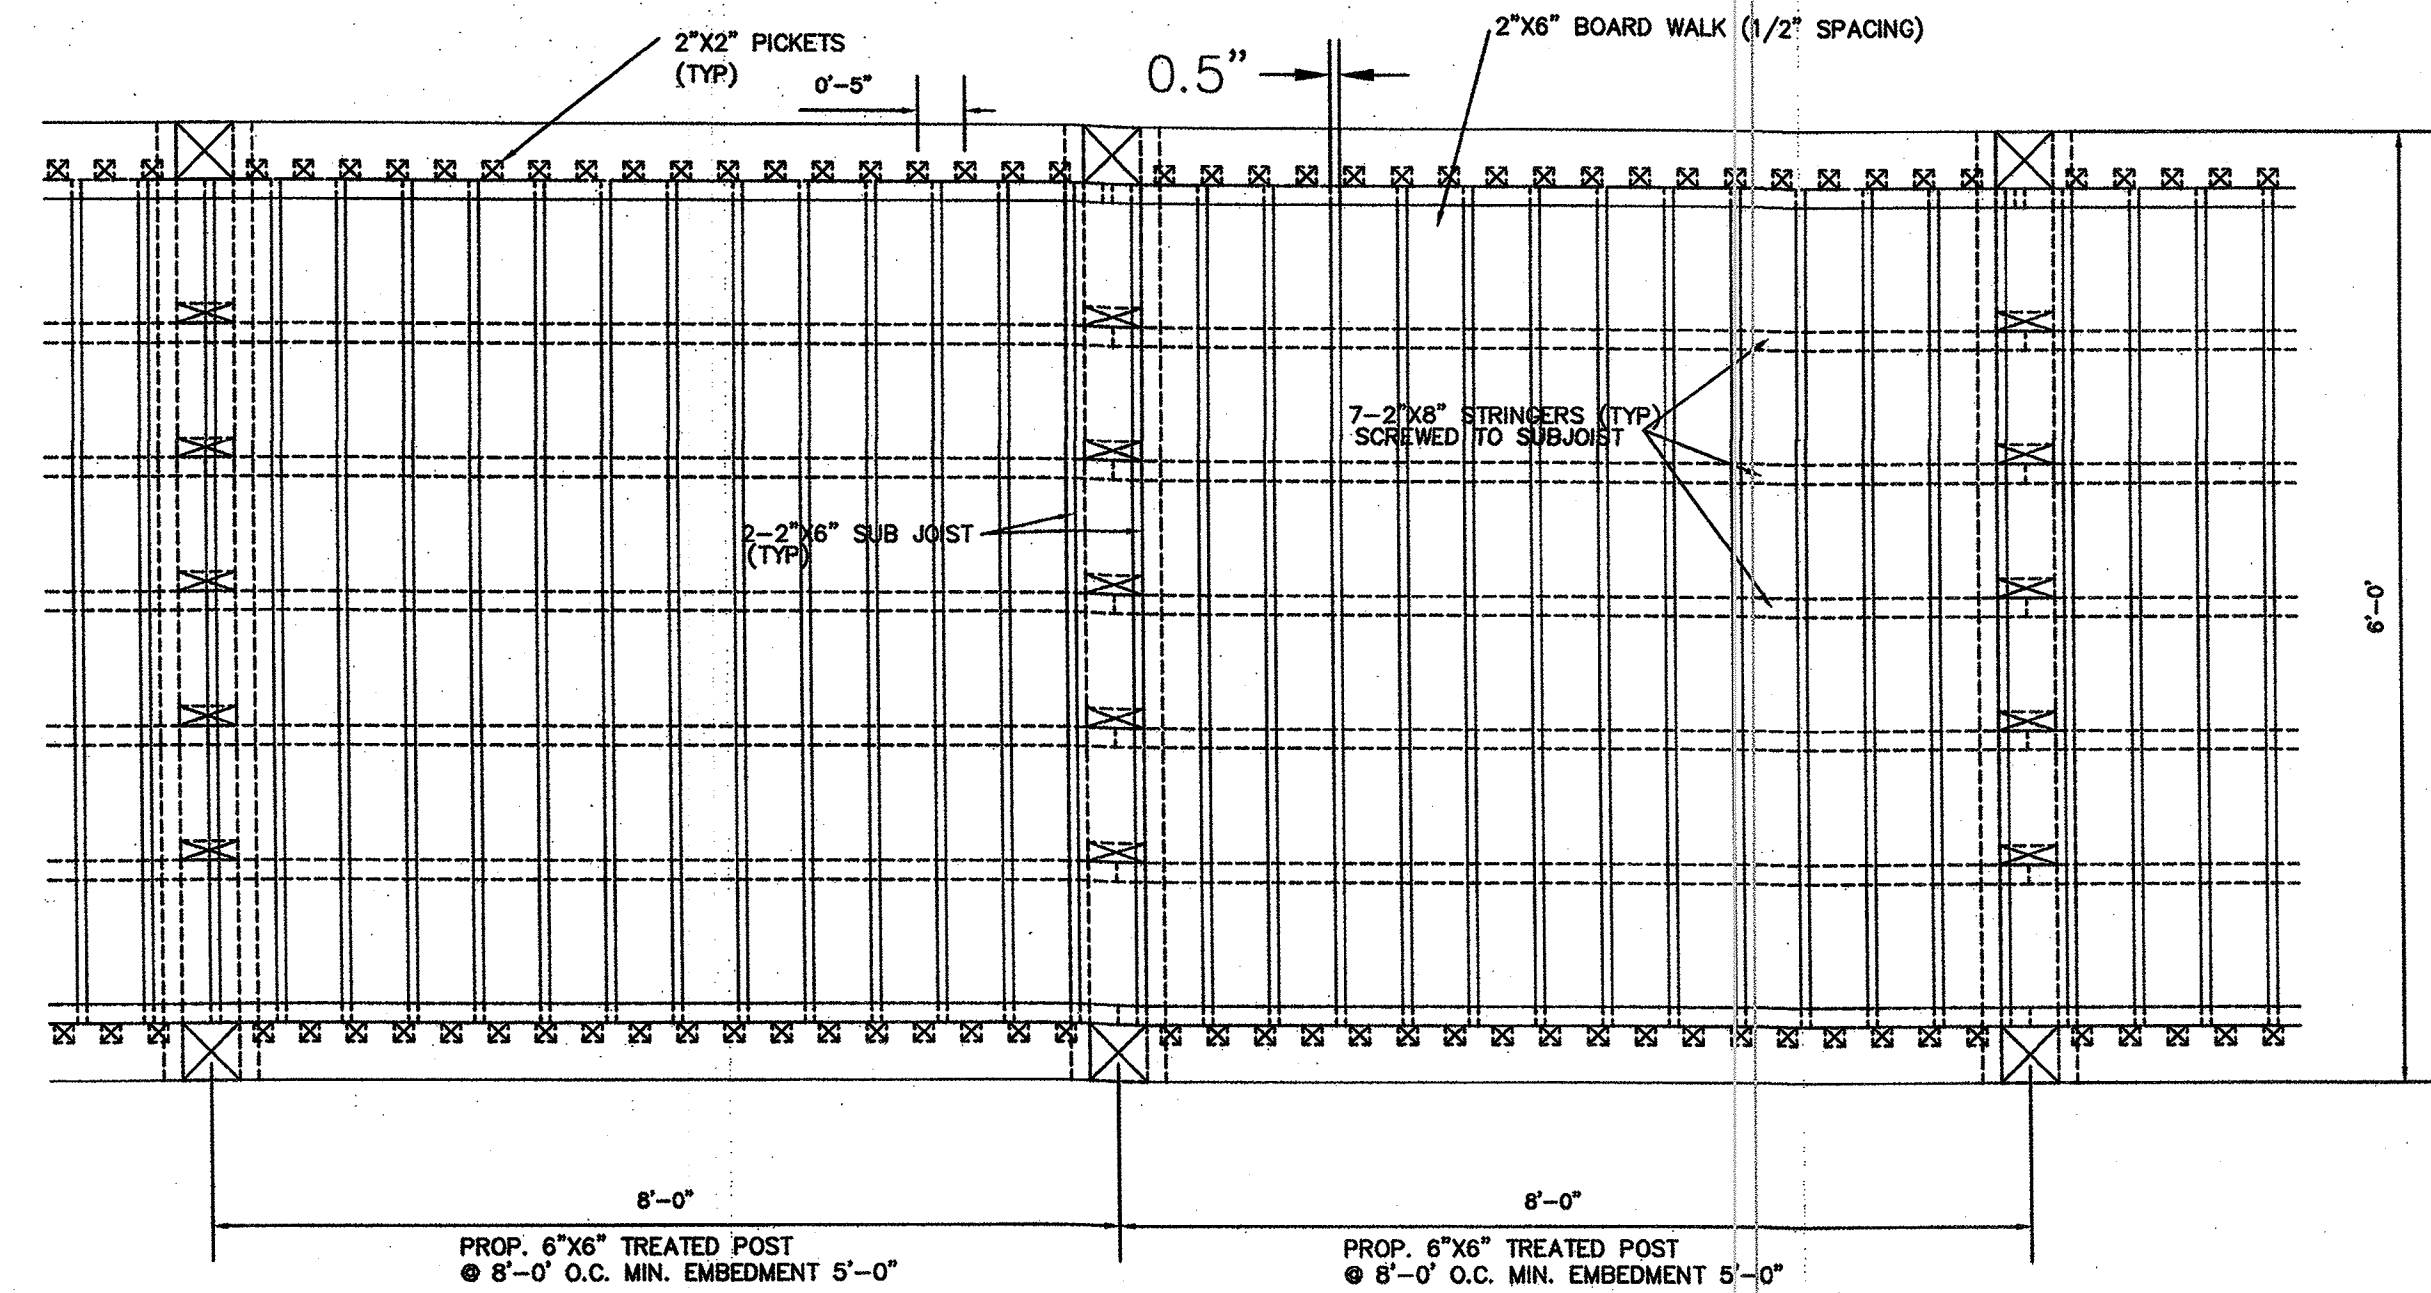 2"X2" PICKETS
(TYP)
0'-5"
0.5"
2"X6" BOARD WALK (1/2" SPACING)
7-2"X8" STRINGERS (TYP)
SCREWED TO SUBJOIST
2-2"X6" SUB JOIST
(TYP)
6'-0'
8'-0"
8'-0"
PROP. 6"X6" TREATED POST
@ 8'-0' O.C. MIN. EMBEDMENT 5'-0"
PROP. 6"X6" TREATED POST
@ 8'-0' O.C. MIN. EMBEDMENT 5'-0"